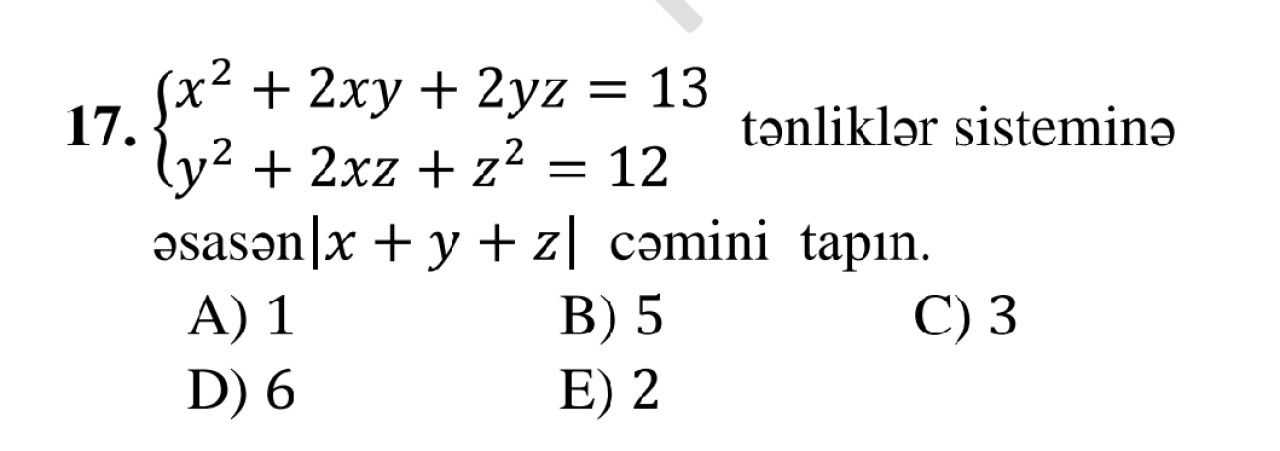 17. {x² + 2xy + 2yz = 13
y² + 2xz + z² = 12 tənliklər sisteminə
əsasən|x + y + z| cəmini tapın.
A) 1 B) 5 C) 3
D) 6 E) 2